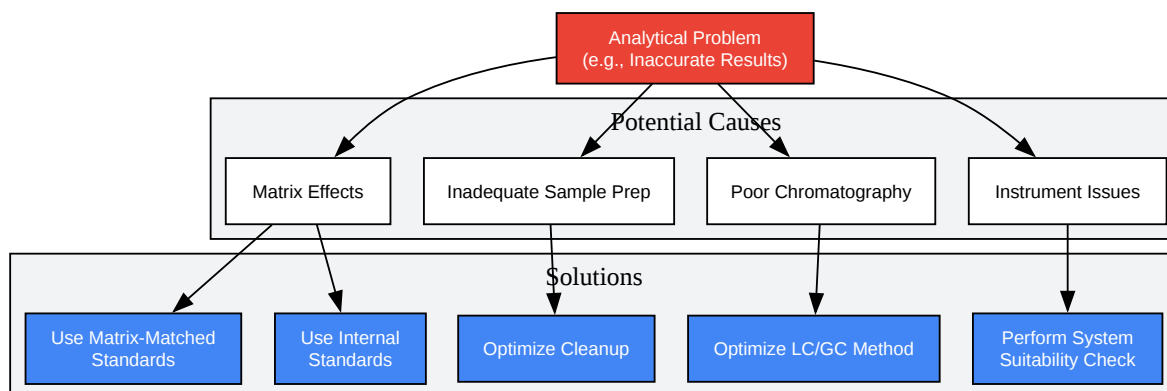 Analytical Problem
(e.g., Inaccurate Results)
Potential Causes
Matrix Effects
Inadequate Sample Prep
Poor Chromatography
Instrument Issues
Solutions
Use Matrix-Matched
Standards
Use Internal
Standards
Optimize Cleanup
Optimize LC/GC Method
Perform System
Suitability Check